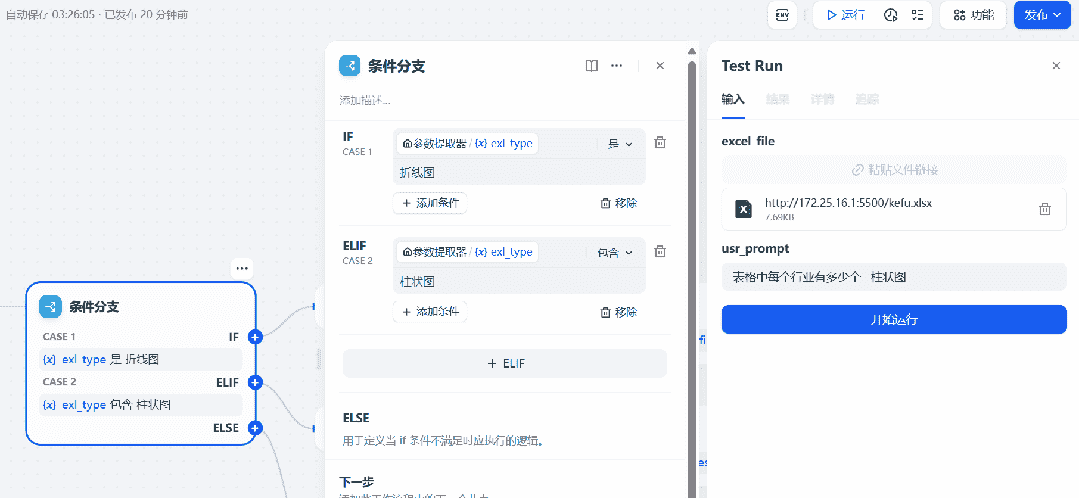 自动保存 03:26:05 · 已发布 20 分钟前
ENV
运行
功能
发布
条件分支
添加描述...
IF
CASE 1
参数提取器 / {x} exl_type
是
折线图
+ 添加条件
移除
ELIF
CASE 2
参数提取器 / {x} exl_type
包含
柱状图
+ 添加条件
移除
+ ELIF
ELSE
用于定义当 if 条件不满足时应执行的逻辑。
下一步
条件分支
CASE 1
IF
{x} exl_type 是 折线图
CASE 2
ELIF
{x} exl_type 包含 柱状图
ELSE
Test Run
输入
结果
详情
追踪
excel_file
粘贴文件链接
http://172.25.16.1:5500/kefu.xlsx
7.69KB
usr_prompt
表格中每个行业有多少个 柱状图
开始运行